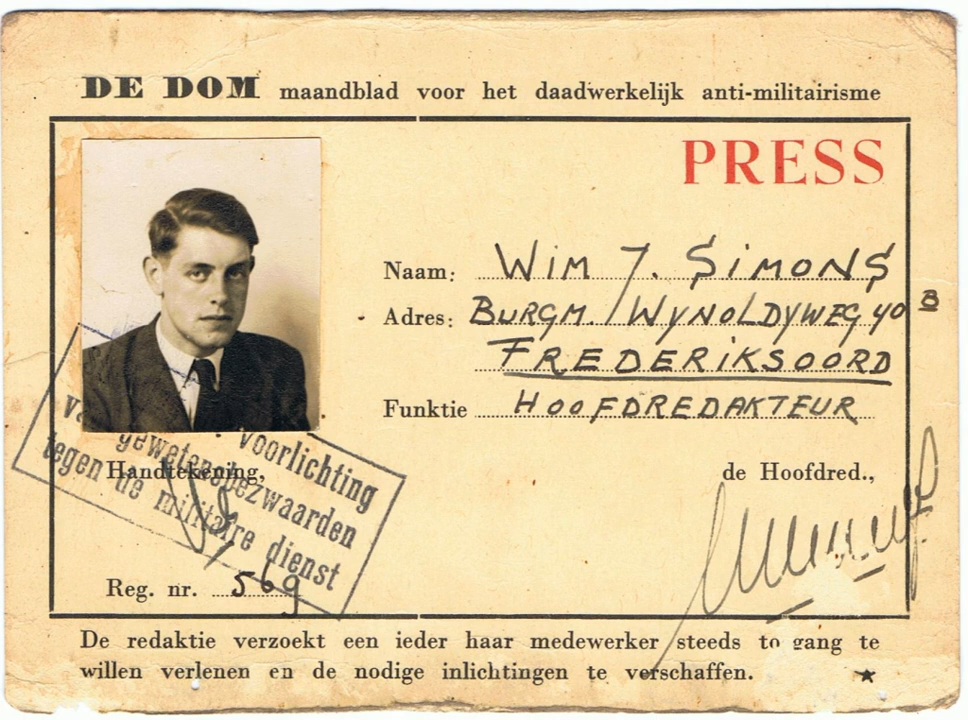 DE DOM maandblad voor het daadwerkelijk anti-militairisme
PRESS
Naam: WIM J. SIMONS
Adres: BURGM. WYNOLDYWEG 40 B
FREDERIKSOORD
Funktie HOOFDREDAKTEUR
voorlichting
gewetensbezwaarden
tegen de militaire dienst
Handtekening,
de Hoofdred.,
Reg. nr. 569
De redaktie verzoekt een ieder haar medewerker steeds to gang te
willen verlenen en de nodige inlichtingen te verschaffen.